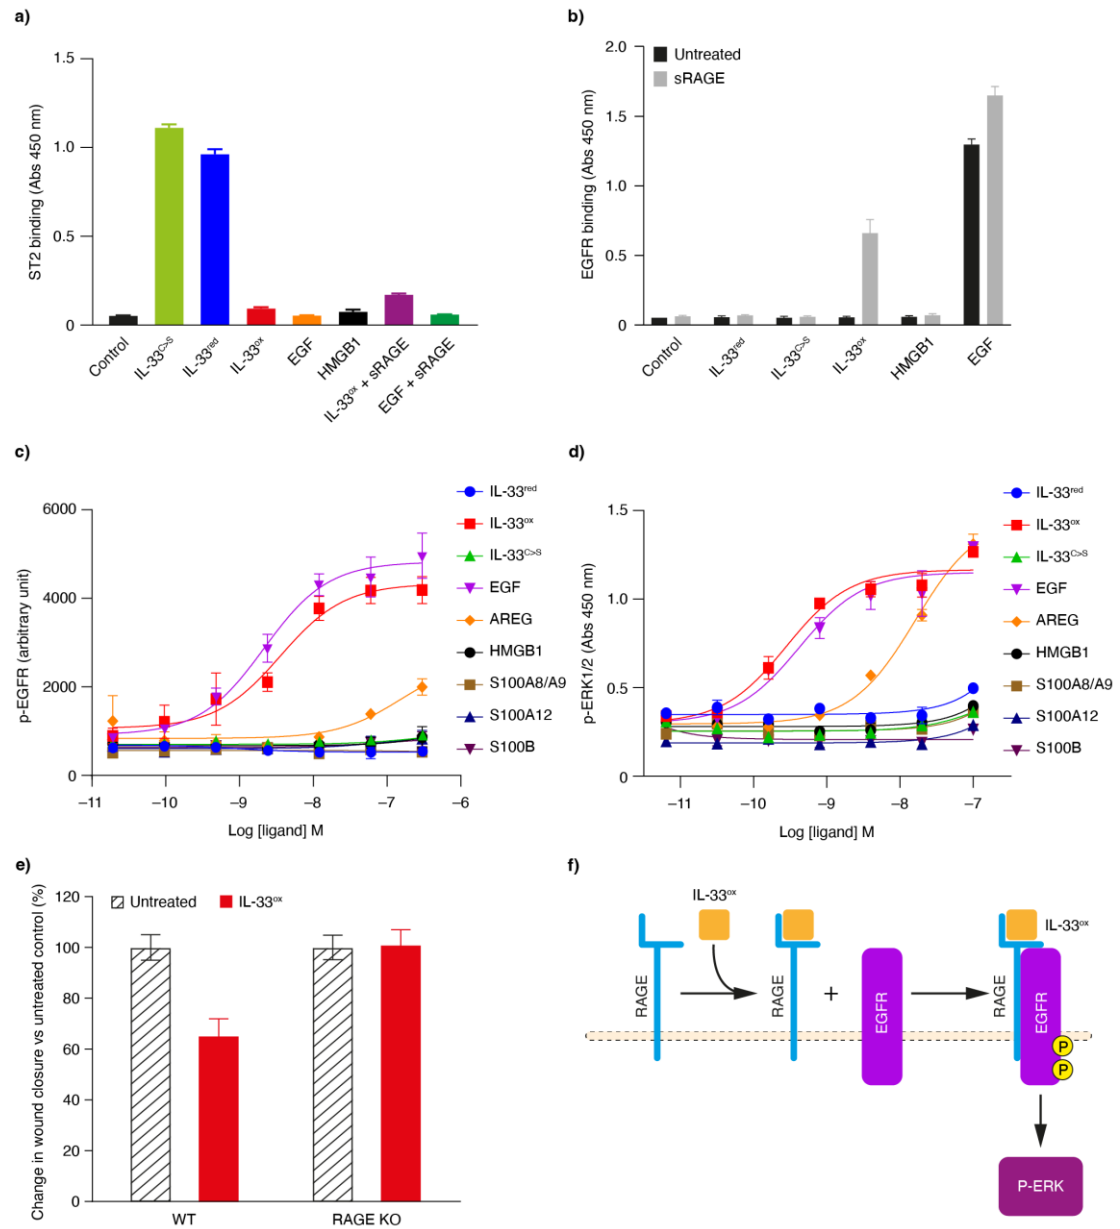 a)
ST2 binding (Abs 450 nm)
1.5
1.0
0.5
0
Control
IL-33C>S
IL-33red
IL-33ox
EGF
HMGB1
IL-33ox + sRAGE
EGF + sRAGE
b)
EGFR binding (Abs 450 nm)
2.0
1.5
1.0
0.5
0
Untreated
sRAGE
Control
IL-33red
IL-33C>S
IL-33ox
HMGB1
EGF
c)
p-EGFR (arbitrary unit)
6000
4000
2000
0
–11
–10
–9
–8
–7
–6
Log [ligand] M
IL-33red
IL-33ox
IL-33C>S
EGF
AREG
HMGB1
S100A8/A9
S100A12
S100B
d)
p-ERK1/2 (Abs 450 nm)
1.5
1.0
0.5
0
–11
–10
–9
–8
–7
Log [ligand] M
IL-33red
IL-33ox
IL-33C>S
EGF
AREG
HMGB1
S100A8/A9
S100A12
S100B
e)
Change in wound closure vs untreated control (%)
120
100
80
60
40
20
0
Untreated
IL-33ox
WT
RAGE KO
f)
IL-33ox
RAGE
RAGE
+
EGFR
IL-33ox
RAGE
EGFR
P
P
P-ERK